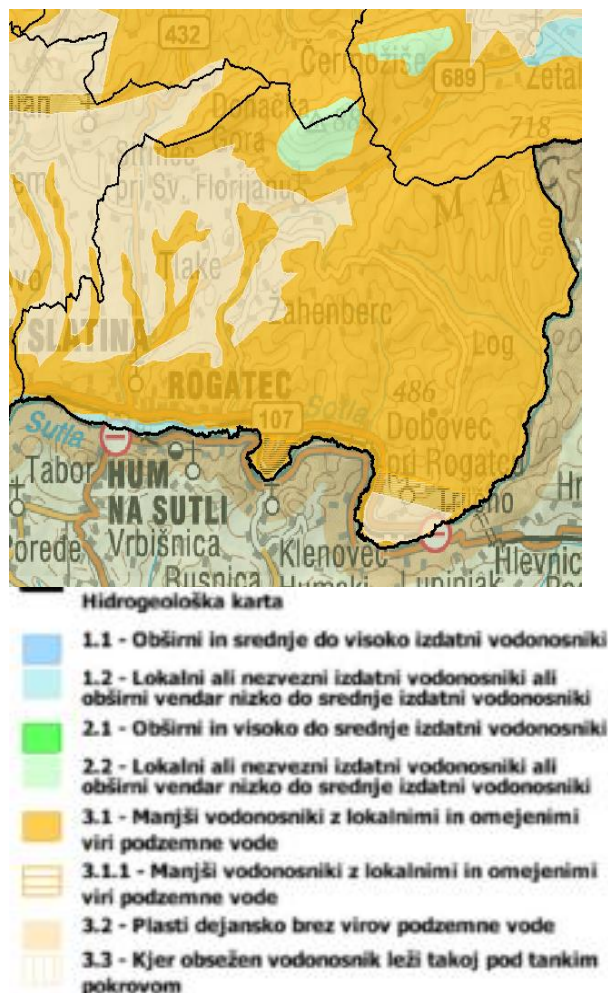 432
Črmožiše
689
Žetale
Donačka
Gora
718
pri Sv. Florijanu
M A C
Tlake
Žahenberc
SLATINA
Log
ROGATEC
486
107
Sotla
Sutla
Dobovec
pri Rogatcu
Tabor
HUM
NA SUTLI
Vrbišnica
Klenovec
Humski
Lupinjak
Hlevnic
Rusnica
Hidrogeološka karta
1.1 - Obširni in srednje do visoko izdatni vodonosniki
1.2 - Lokalni ali nezvezni izdatni vodonosniki ali
obširni vendar nizko do srednje izdatni vodonosniki
2.1 - Obširni in visoko do srednje izdatni vodonosniki
2.2 - Lokalni ali nezvezni izdatni vodonosniki ali
obširni vendar nizko do srednje izdatni vodonosniki
3.1 - Manjši vodonosniki z lokalnimi in omejenimi
viri podzemne vode
3.1.1 - Manjši vodonosniki z lokalnimi in omejenimi
viri podzemne vode
3.2 - Plasti dejansko brez virov podzemne vode
3.3 - Kjer obsežen vodonosnik leži takoj pod tankim
pokrovom